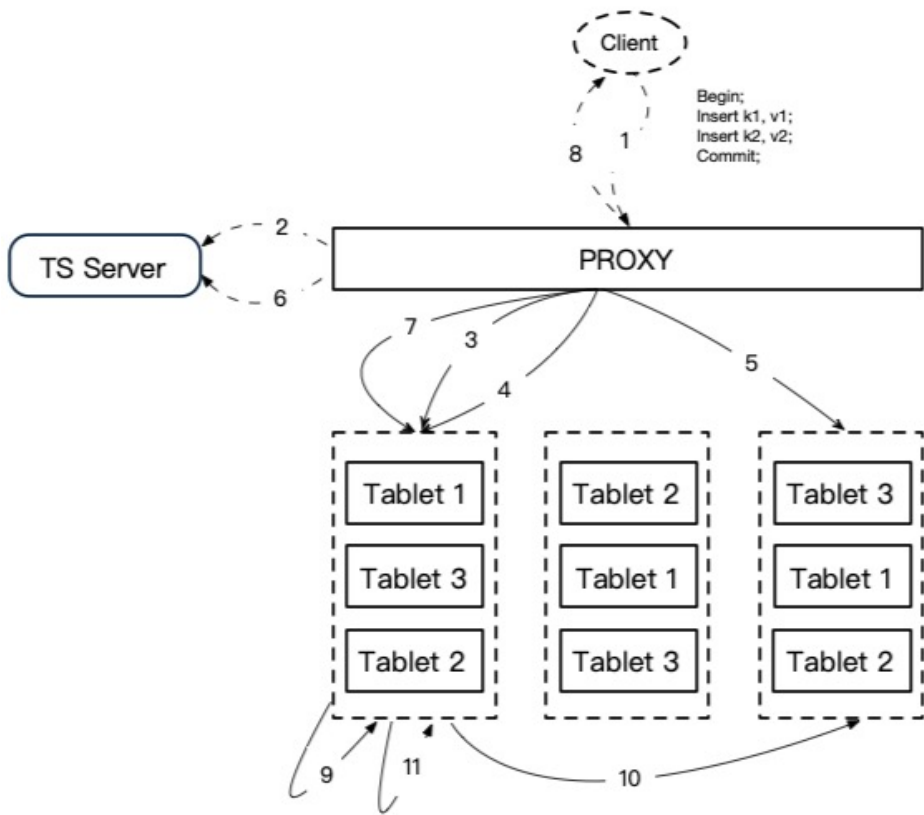 Client
Begin;
Insert k1, v1;
Insert k2, v2;
Commit;
1
8
2
TS Server
PROXY
6
7
3
5
4
Tablet 1
Tablet 2
Tablet 3
Tablet 3
Tablet 1
Tablet 1
Tablet 2
Tablet 3
Tablet 2
9
11
10